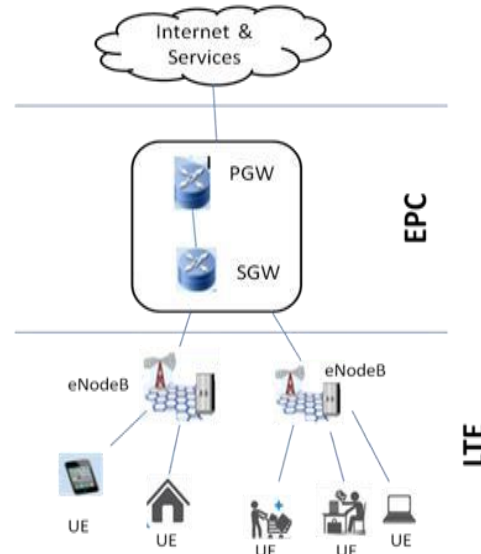 Internet &
Services
PGW
EPC
SGW
eNodeB
eNodeB
LTE
UE
UE
UE
UE
UE